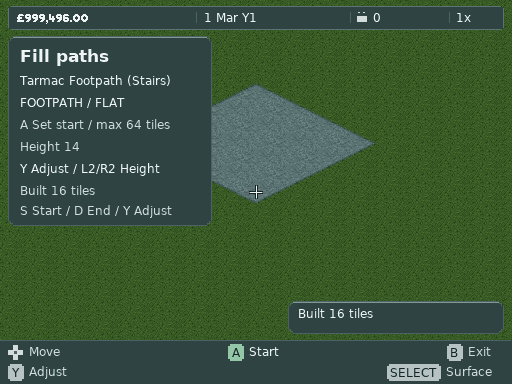 £999,496.00 1 Mar Y1 0 1x
Fill paths
Tarmac Footpath (Stairs)
FOOTPATH / FLAT
A Set start / max 64 tiles
Height 14
Y Adjust / L2/R2 Height
Built 16 tiles
S Start / D End / Y Adjust
Built 16 tiles
Move A Start B Exit
Y Adjust SELECT Surface